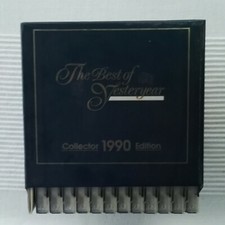 The Best of
Yesteryear
Collector 1990 Edition